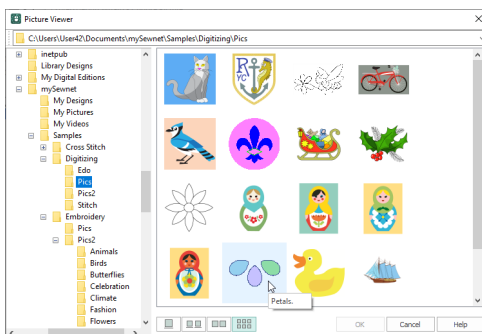 Picture Viewer
C:\Users\User42\Documents\mySewnet\Samples\Digitizing\Pics
inetpub
Library Designs
My Digital Editions
mySewnet
My Designs
My Pictures
My Videos
Samples
Cross Stitch
Digitizing
Edo
Pics
Pics2
Stitch
Embroidery
Pics
Pics2
Animals
Birds
Butterflies
Celebration
Climate
Fashion
Flowers
R
YC
Petals.
OK
Cancel
Help